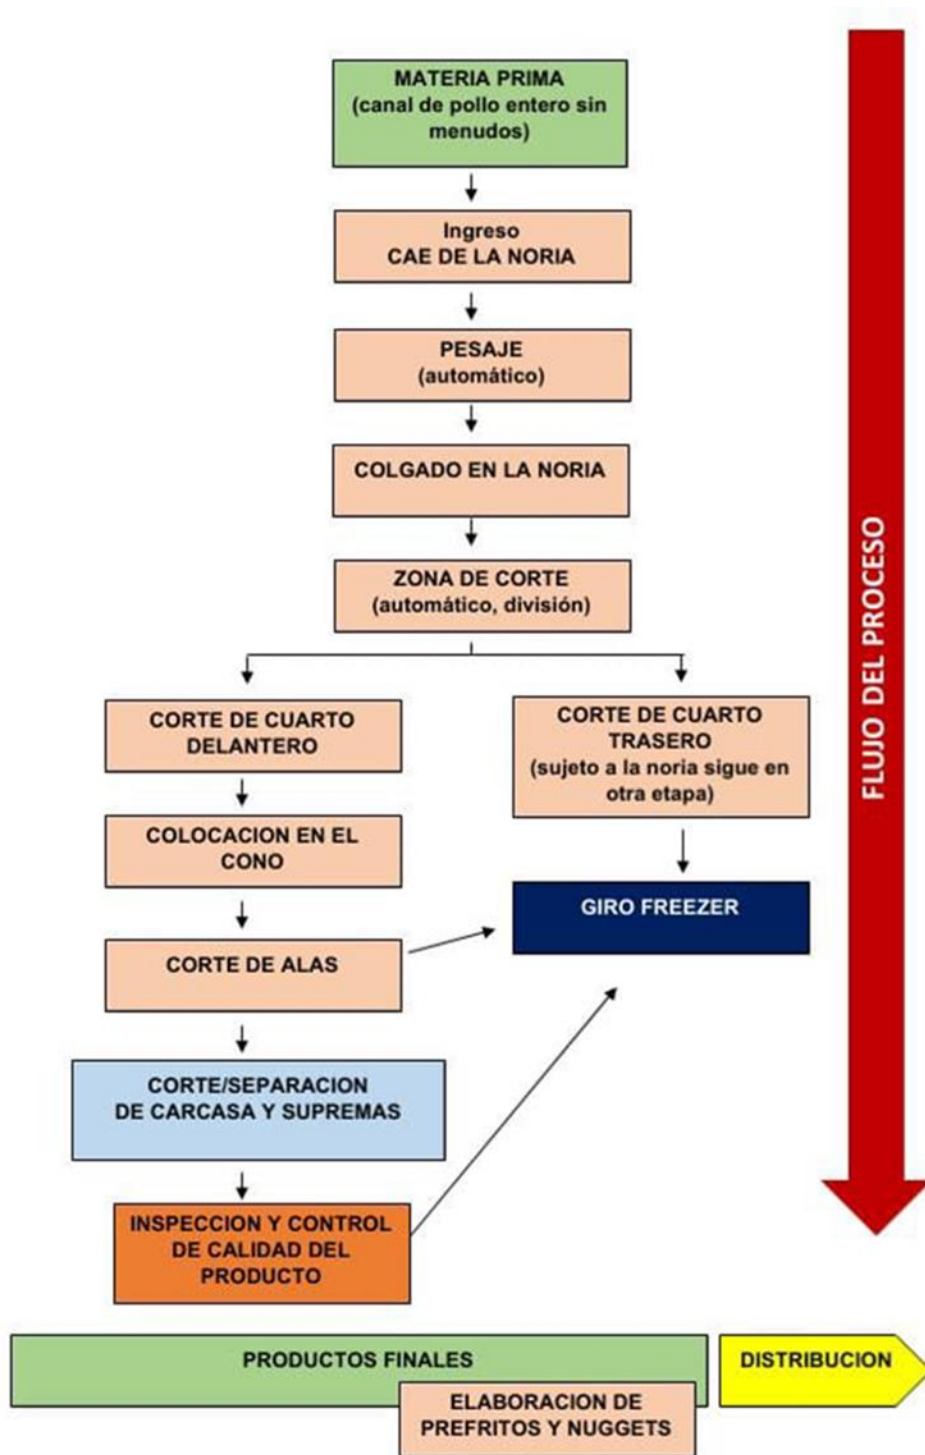 MATERIA PRIMA
(canal de pollo entero sin
menudos)
Ingreso
CAE DE LA NORIA
PESAJE
(automático)
COLGADO EN LA NORIA
ZONA DE CORTE
(automático, división)
CORTE DE CUARTO
DELANTERO
CORTE DE CUARTO
TRASERO
(sujeto a la noria sigue en
otra etapa)
COLOCACION EN EL
CONO
GIRO FREEZER
CORTE DE ALAS
CORTE/SEPARACION
DE CARCASA Y SUPREMAS
INSPECCION Y CONTROL
DE CALIDAD DEL
PRODUCTO
FLUJO DEL PROCESO
PRODUCTOS FINALES
DISTRIBUCION
ELABORACION DE
PREFRITOS Y NUGGETS